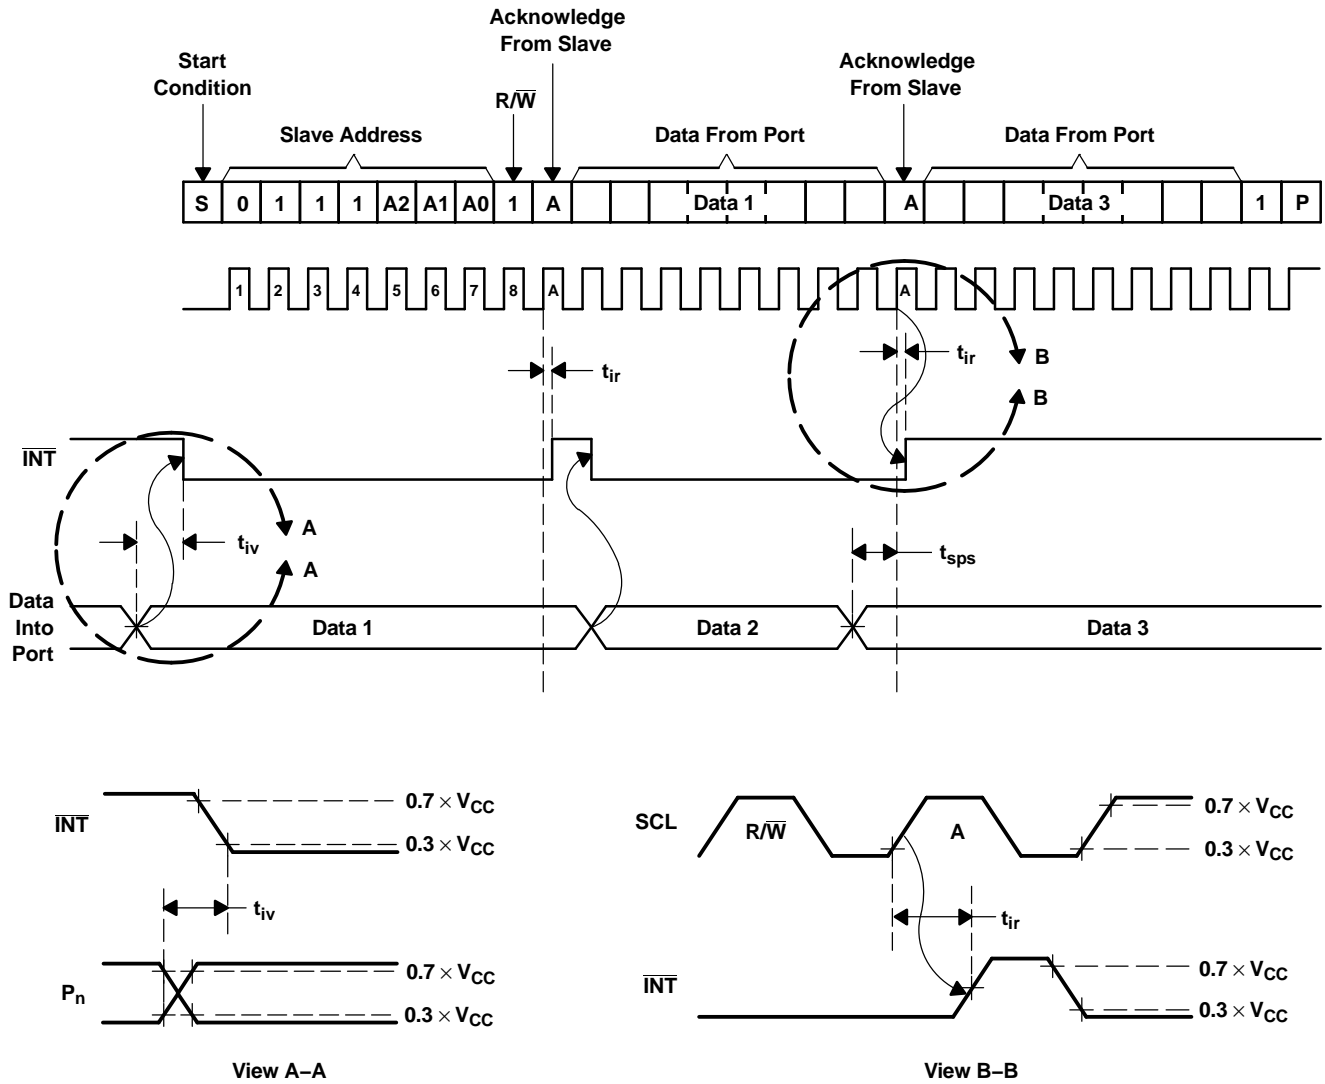 Acknowledge
From Slave
Start
Condition
Acknowledge
From Slave
R/W̅
Slave Address
Data From Port
Data From Port
S 0 1 1 1 A2 A1 A0 1 A Data 1 A Data 3 1 P
1 2 3 4 5 6 7 8 A A
t_ir
t_ir
B
B
I̅N̅T̅
A
t_iv
A
t_sps
Data
Into
Port
Data 1
Data 2
Data 3
I̅N̅T̅
0.7 × V_CC
0.3 × V_CC
t_iv
P_n
0.7 × V_CC
0.3 × V_CC
View A–A
SCL
R/W̅
A
0.7 × V_CC
0.3 × V_CC
t_ir
I̅N̅T̅
0.7 × V_CC
0.3 × V_CC
View B–B